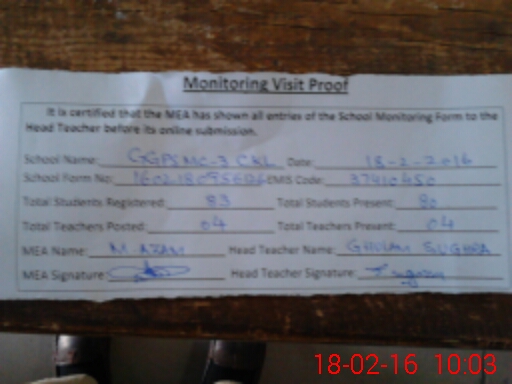 Monitoring Visit Proof
It is certified that the MEA has shown all entries of the School Monitoring Form to the
Head Teacher before its online submission.
School Name: GGPS MC-3 CKL Date: 18-2-2016
School Form No: EMIS Code: 37410450
Total Students Registered: 83 Total Students Present: 80
Total Teachers Posted: 04 Total Teachers Present: 04
MEA Name: M AZAM Head Teacher Name: GHULAM SUGHRA
MEA Signature: Head Teacher Signature:
18-02-16 10:03